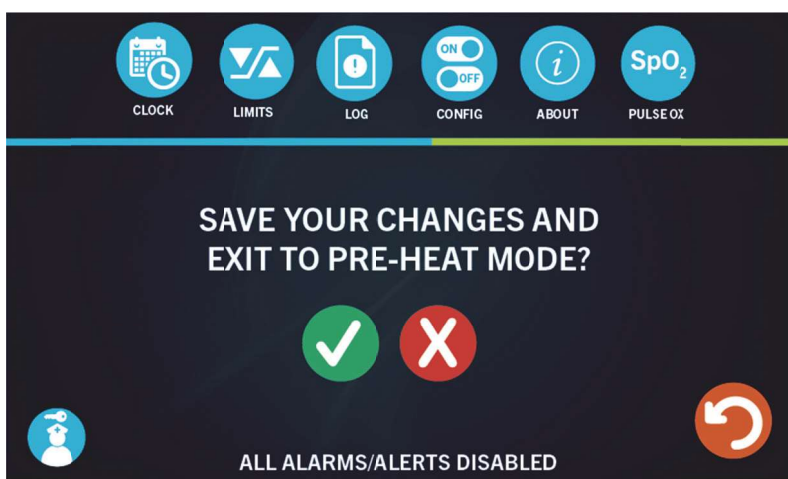 ON
OFF
i
SpO₂
CLOCK
LIMITS
LOG
CONFIG
ABOUT
PULSE OX
SAVE YOUR CHANGES AND
EXIT TO PRE-HEAT MODE?
ALL ALARMS/ALERTS DISABLED